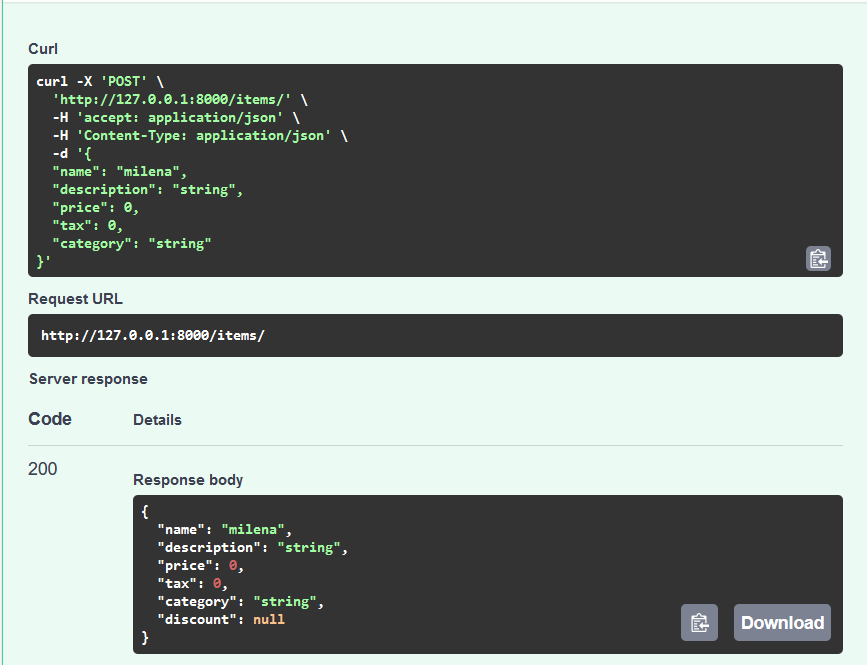 Curl
curl -X 'POST' \
  'http://127.0.0.1:8000/items/' \
  -H 'accept: application/json' \
  -H 'Content-Type: application/json' \
  -d '{
  "name": "milena",
  "description": "string",
  "price": 0,
  "tax": 0,
  "category": "string"
}'
Request URL
http://127.0.0.1:8000/items/
Server response
Code Details
200
Response body
{
  "name": "milena",
  "description": "string",
  "price": 0,
  "tax": 0,
  "category": "string",
  "discount": null
}
Download